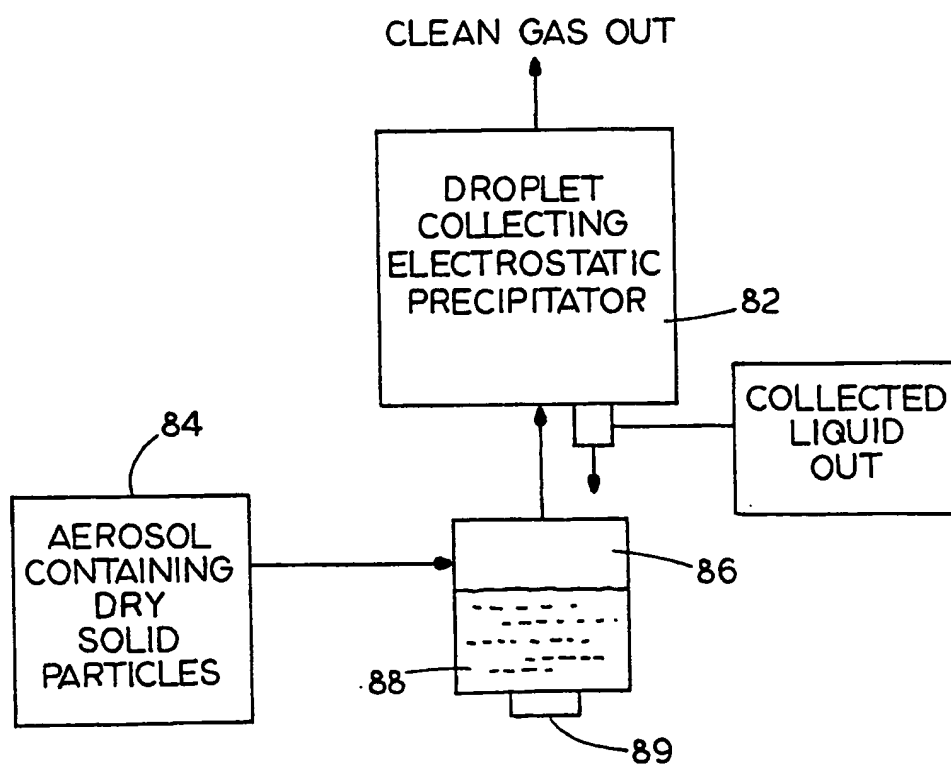 CLEAN GAS OUT
DROPLET
COLLECTING
ELECTROSTATIC
PRECIPITATOR
82
COLLECTED
LIQUID
OUT
84
AEROSOL
CONTAINING
DRY
SOLID
PARTICLES
86
88
89